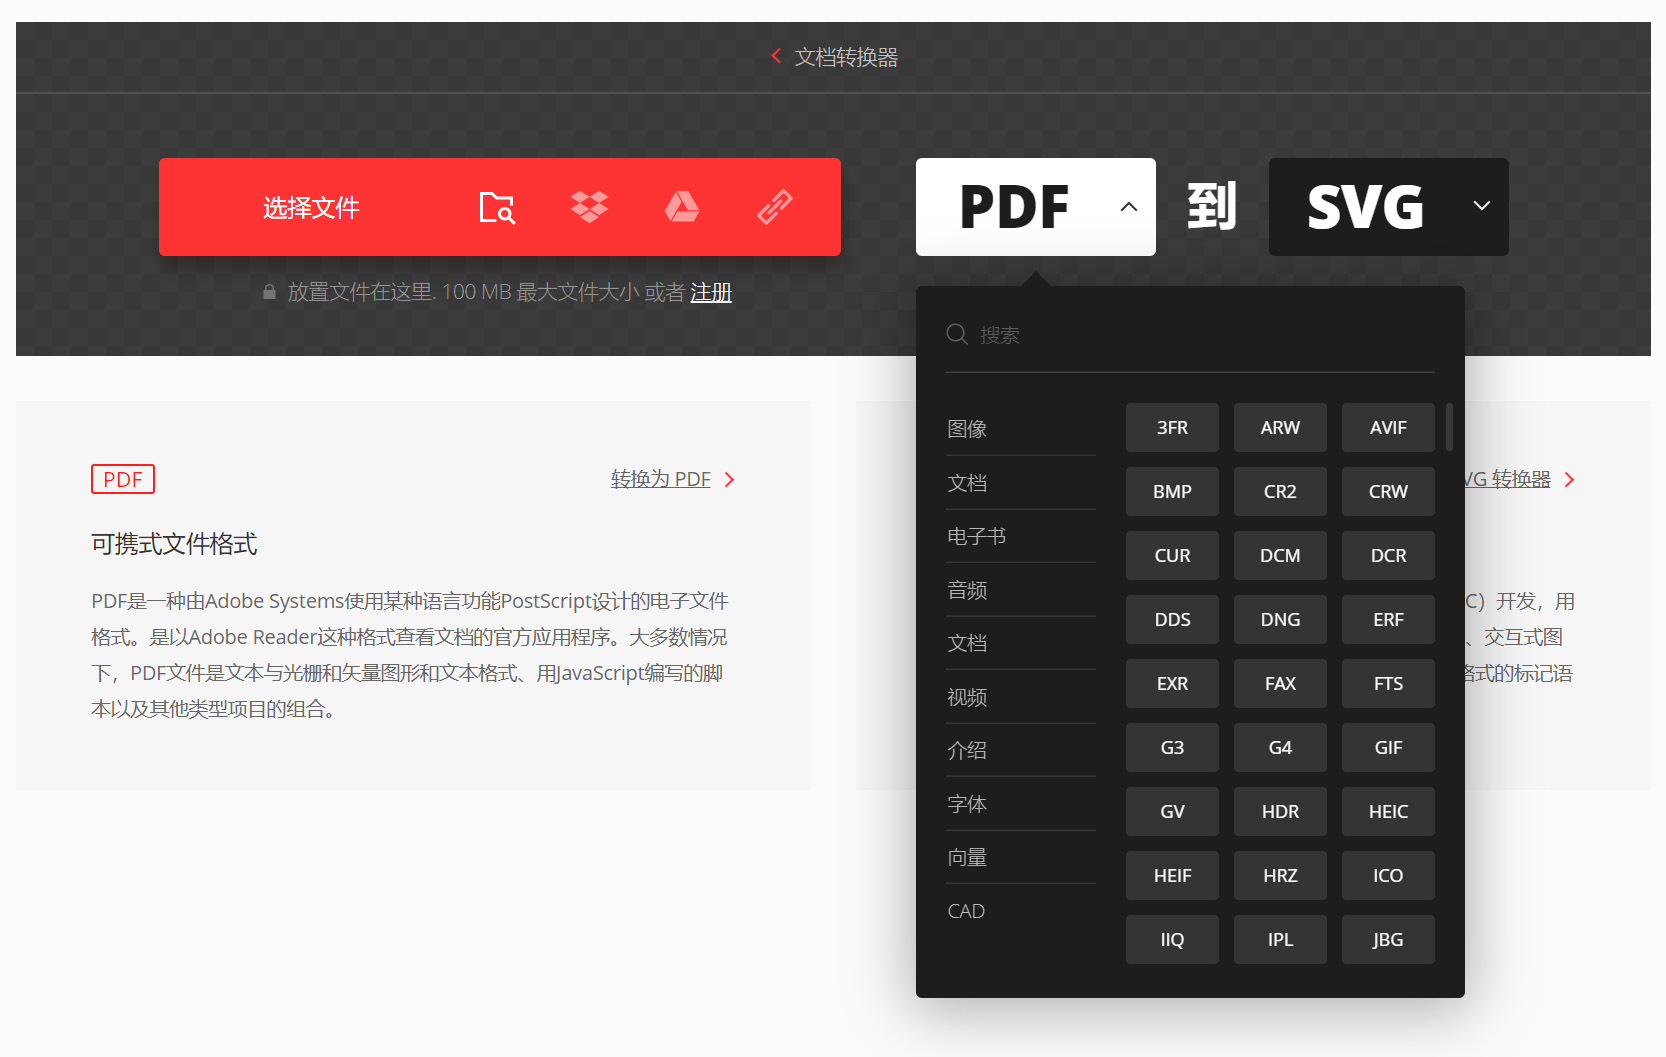 文档转换器
选择文件
PDF
到
SVG
放置文件在这里. 100 MB 最大文件大小 或者 注册
搜索
图像
文档
电子书
音频
文档
视频
介绍
字体
向量
CAD
3FR ARW AVIF
BMP CR2 CRW
CUR DCM DCR
DDS DNG ERF
EXR FAX FTS
G3 G4 GIF
GV HDR HEIC
HEIF HRZ ICO
IIQ IPL JBG
PDF
转换为 PDF
可携式文件格式
PDF是一种由Adobe Systems使用某种语言功能PostScript设计的电子文件
格式。是以Adobe Reader这种格式查看文档的官方应用程序。大多数情况
下，PDF文件是文本与光栅和矢量图形和文本格式、用JavaScript编写的脚
本以及其他类型项目的组合。
VG 转换器
C）开发，用
、交互式图
格式的标记语